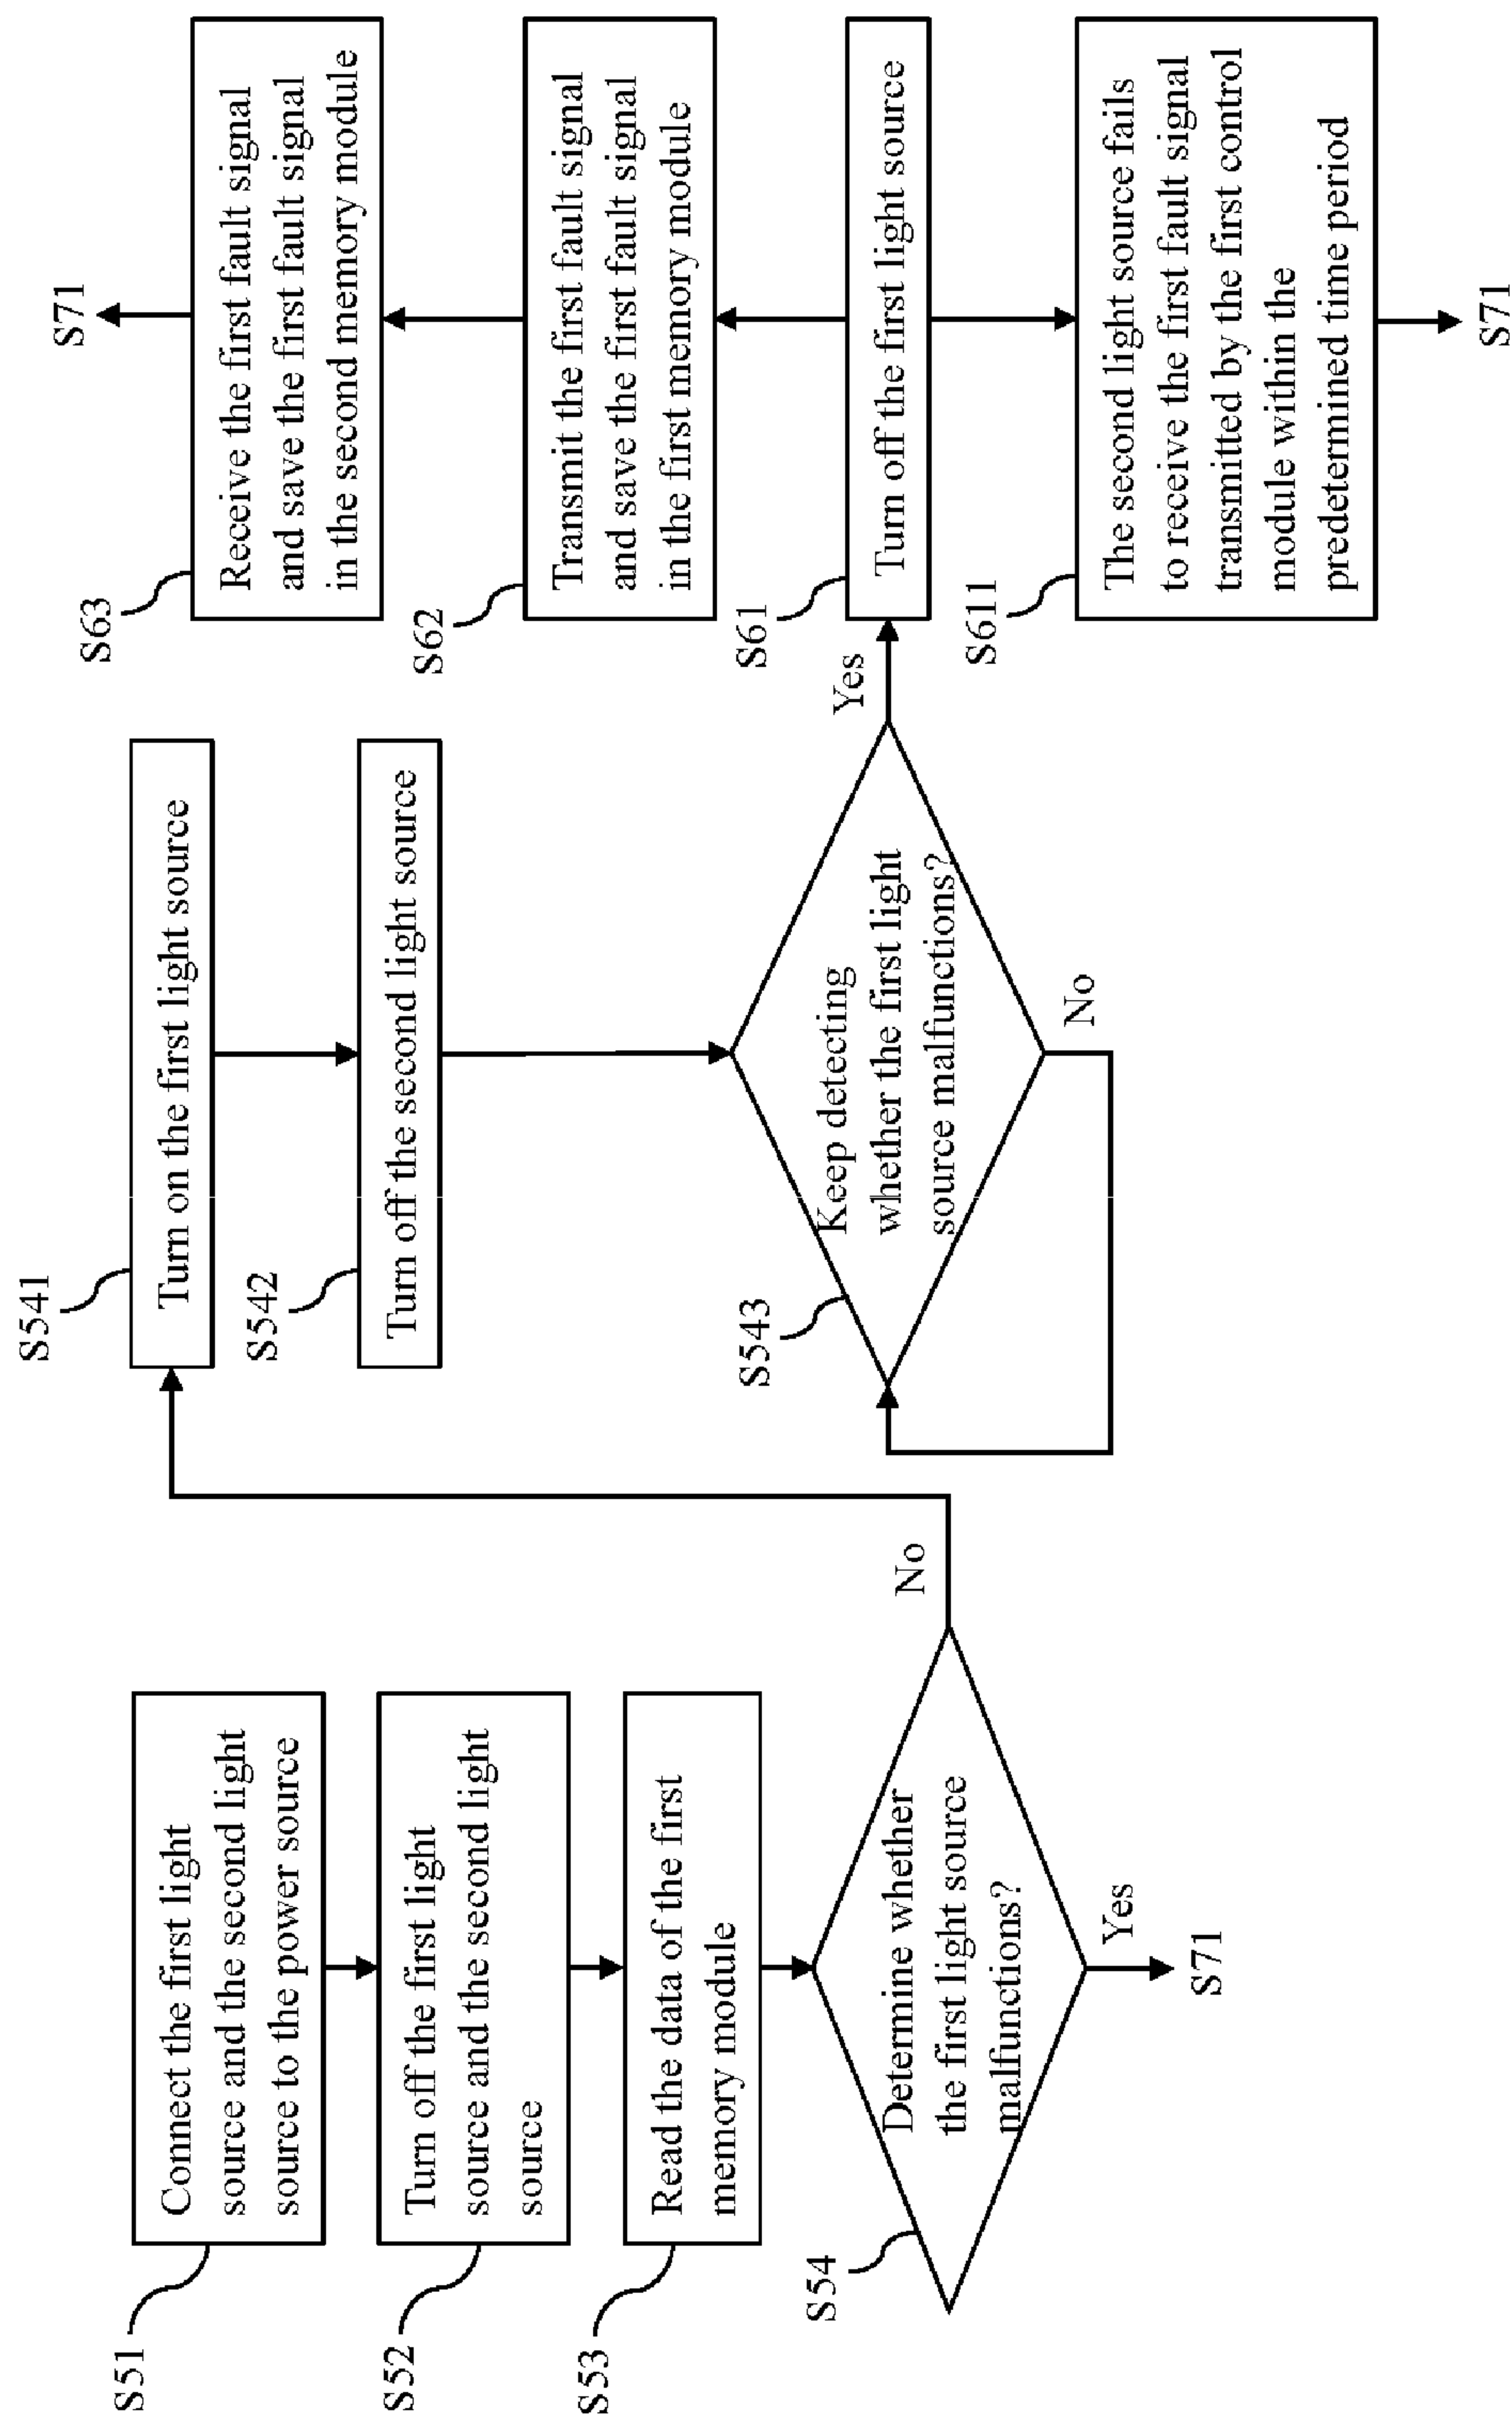 S51
Connect the first light
source and the second light
source to the power source
S52
Turn off the first light
source and the second light
source
S53
Read the data of the first
memory module
S54
Determine whether
the first light source
malfunctions?
Yes
S71
No
S541
Turn on the first light source
S542
Turn off the second light source
S543
Keep detecting
whether the first light
source malfunctions?
No
Yes
S71
S63
Receive the first fault signal
and save the first fault signal
in the second memory module
S62
Transmit the first fault signal
and save the first fault signal
in the first memory module
S61
Turn off the first light source
S611
The second light source fails
to receive the first fault signal
transmitted by the first control
module within the
predetermined time period
S71